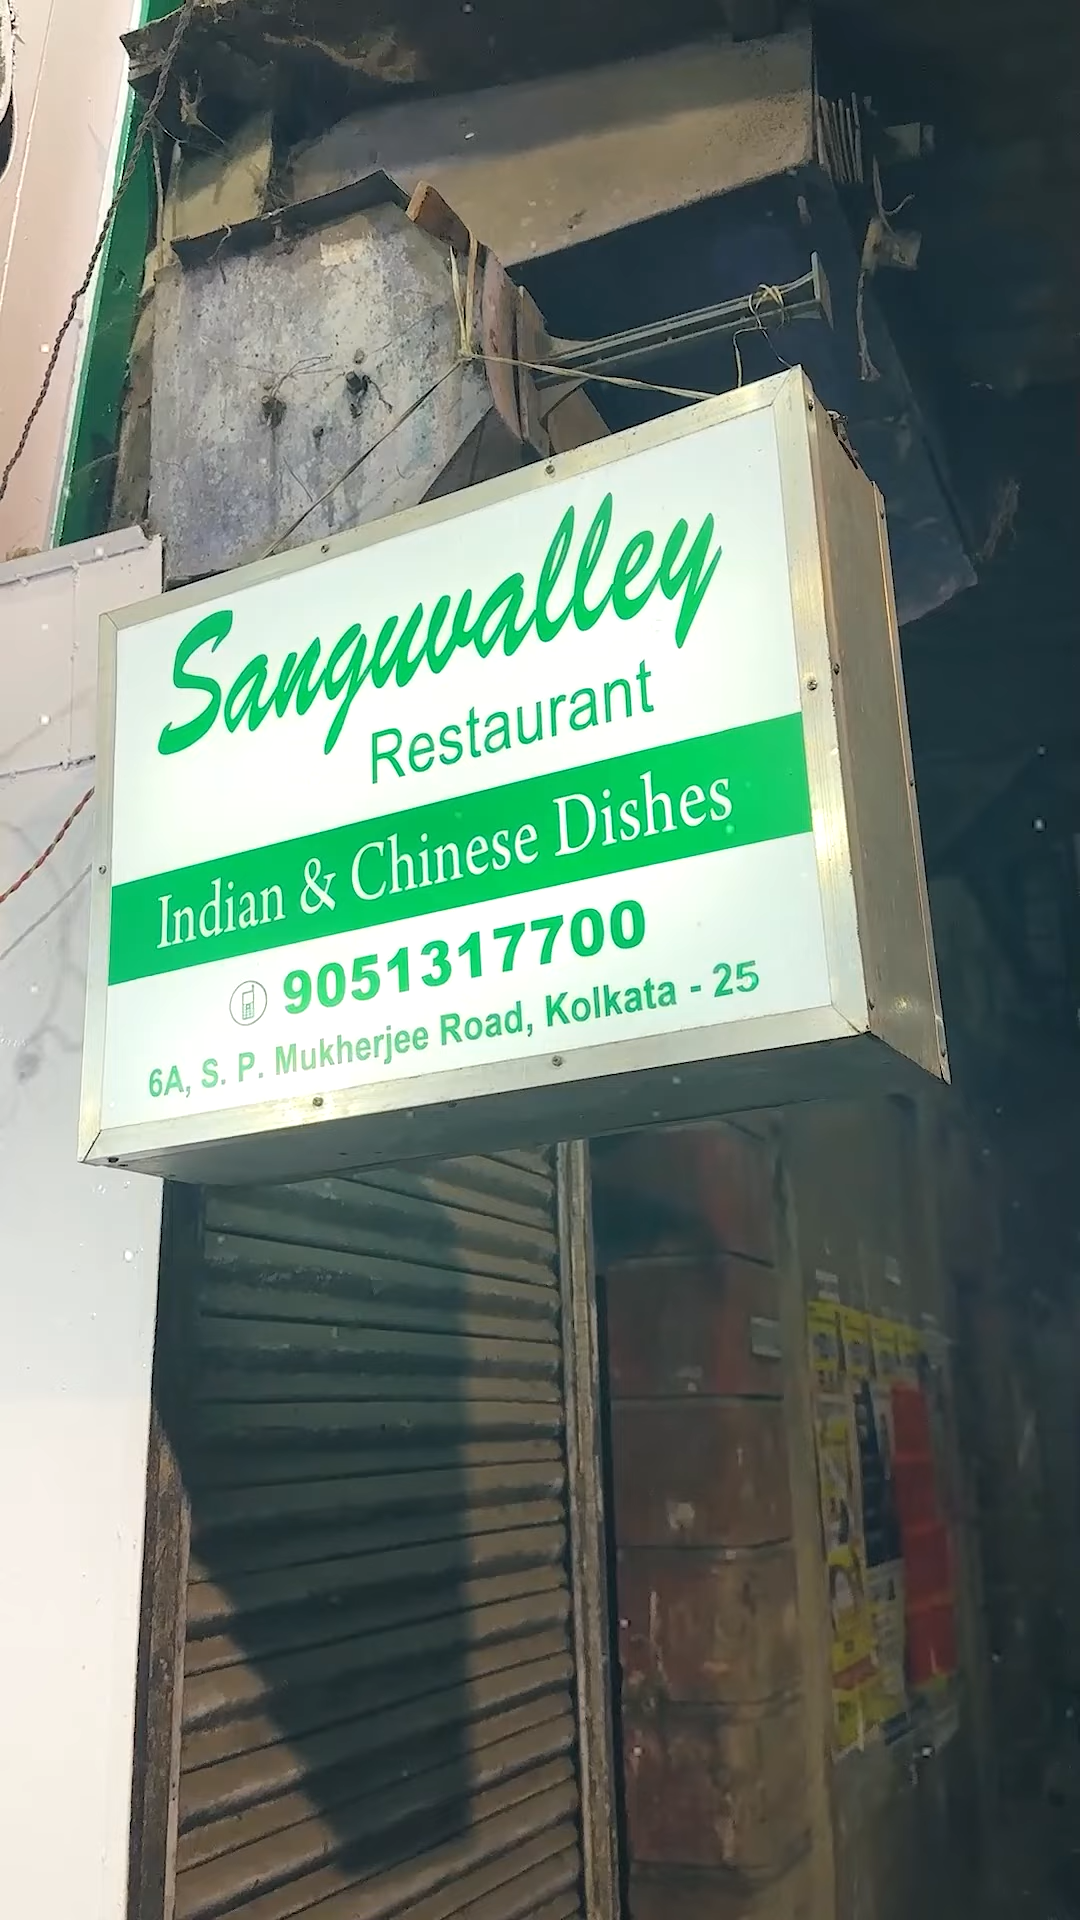 Sanguvalley
Restaurant
Indian & Chinese Dishes
9051317700
6A, S. P. Mukherjee Road, Kolkata - 25